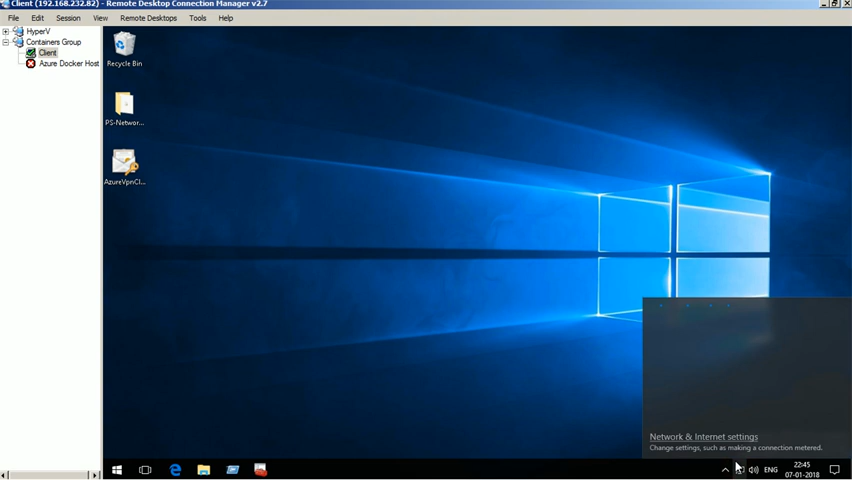 Client (192.168.232.82) - Remote Desktop Connection Manager v2.7
File Edit Session View Remote Desktops Tools Help
HyperV
Containers Group
Client
Azure Docker Host
Recycle Bin
PS-Networ...
AzureVpnCl...
Network & Internet settings
Change settings, such as making a connection metered.
ENG
22:45
07-01-2018